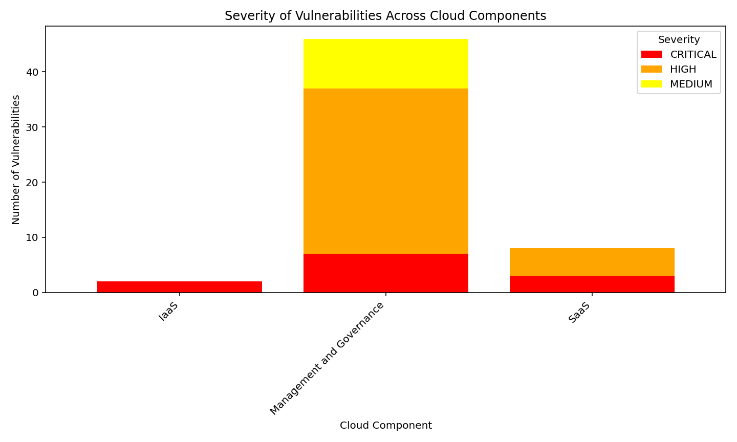 Severity of Vulnerabilities Across Cloud Components
Number of Vulnerabilities
40
30
20
10
0
Severity
CRITICAL
HIGH
MEDIUM
IaaS
Management and Governance
SaaS
Cloud Component